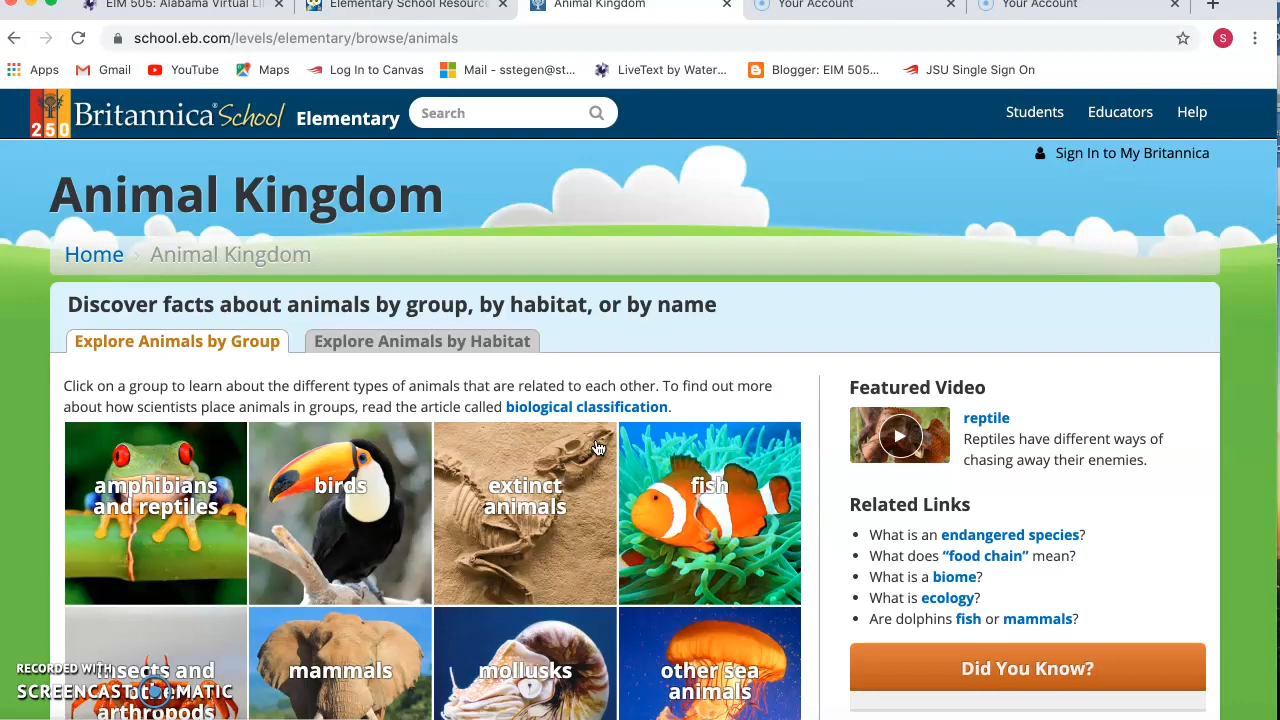 EIM 505: Alabama Virtual Li
Elementary School Resourc
Animal Kingdom
Your Account
Your Account
school.eb.com/levels/elementary/browse/animals
S
Apps
Gmail
YouTube
Maps
Log In to Canvas
Mail - sstegen@st...
LiveText by Water...
Blogger: EIM 505...
JSU Single Sign On
250
Britannica® School Elementary
Search
Students
Educators
Help
Sign In to My Britannica
Animal Kingdom
Home
Animal Kingdom
Discover facts about animals by group, by habitat, or by name
Explore Animals by Group
Explore Animals by Habitat
Click on a group to learn about the different types of animals that are related to each other. To find out more
about how scientists place animals in groups, read the article called biological classification.
amphibians
and reptiles
birds
extinct
animals
fish
insects and
other
arthropods
mammals
mollusks
other sea
animals
Featured Video
reptile
Reptiles have different ways of
chasing away their enemies.
Related Links
What is an endangered species?
What does “food chain” mean?
What is a biome?
What is ecology?
Are dolphins fish or mammals?
Did You Know?
RECORDED WITH
SCREENCAST-O-MATIC